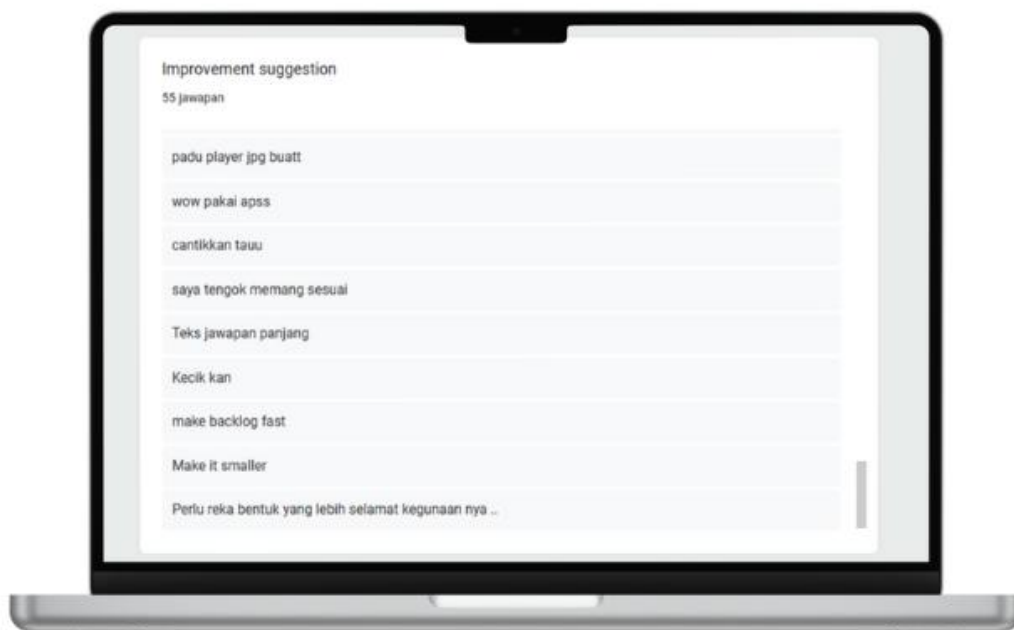 Improvement suggestion
55 jawapan
padu player jpg buatt
wow pakai apss
cantikkan tauu
saya tengok memang sesuai
Teks jawapan panjang
Kecik kan
make backlog fast
Make it smaller
Perlu reka bentuk yang lebih selamat kegunaan nya ..